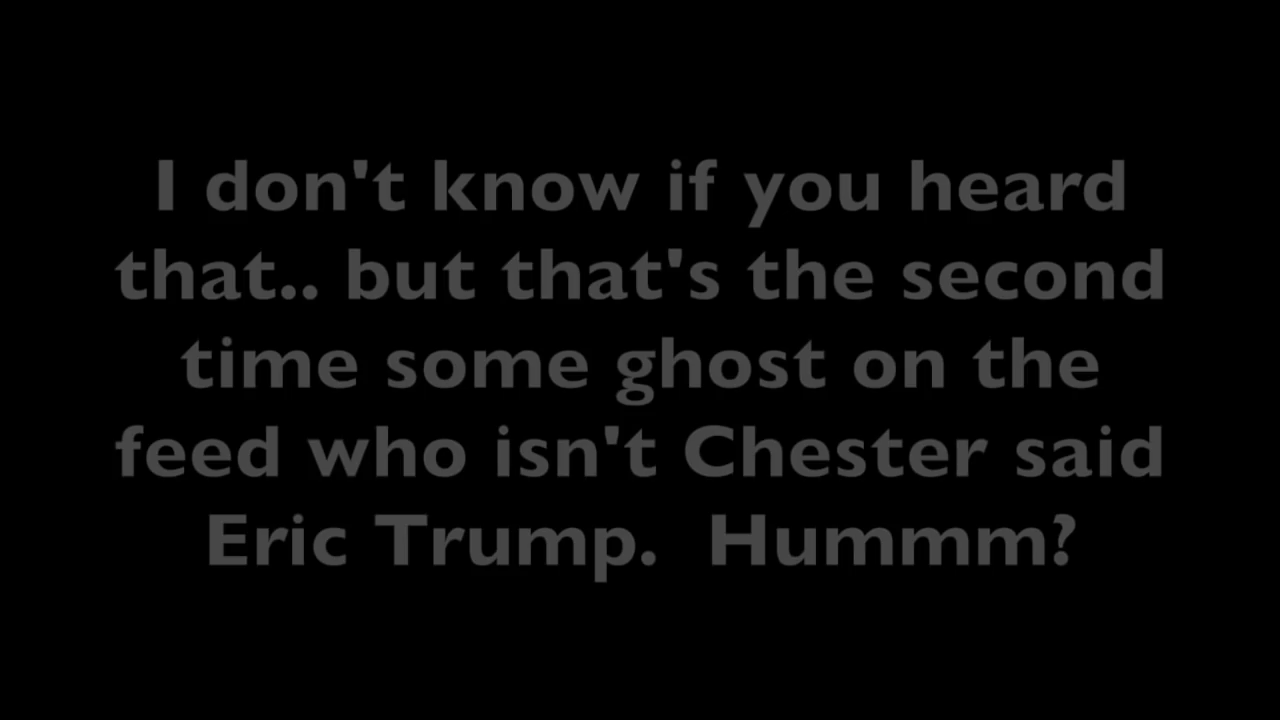 I don't know if you heard
that.. but that's the second
time some ghost on the
feed who isn't Chester said
Eric Trump.  Hummm?